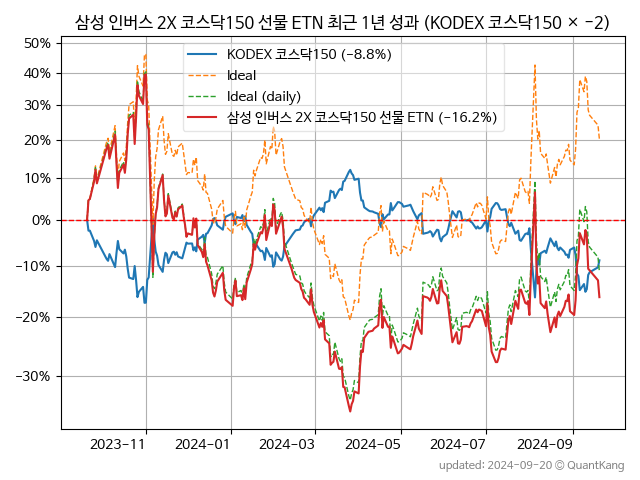 삼성 인버스 2X 코스닥150 선물 ETN 최근 1년 성과 (KODEX 코스닥150 × -2)
50%
40%
30%
20%
10%
0%
-10%
-20%
-30%
KODEX 코스닥150 (-8.8%)
Ideal
Ideal (daily)
삼성 인버스 2X 코스닥150 선물 ETN (-16.2%)
2023-11 2024-01 2024-03 2024-05 2024-07 2024-09
updated: 2024-09-20 © QuantKang